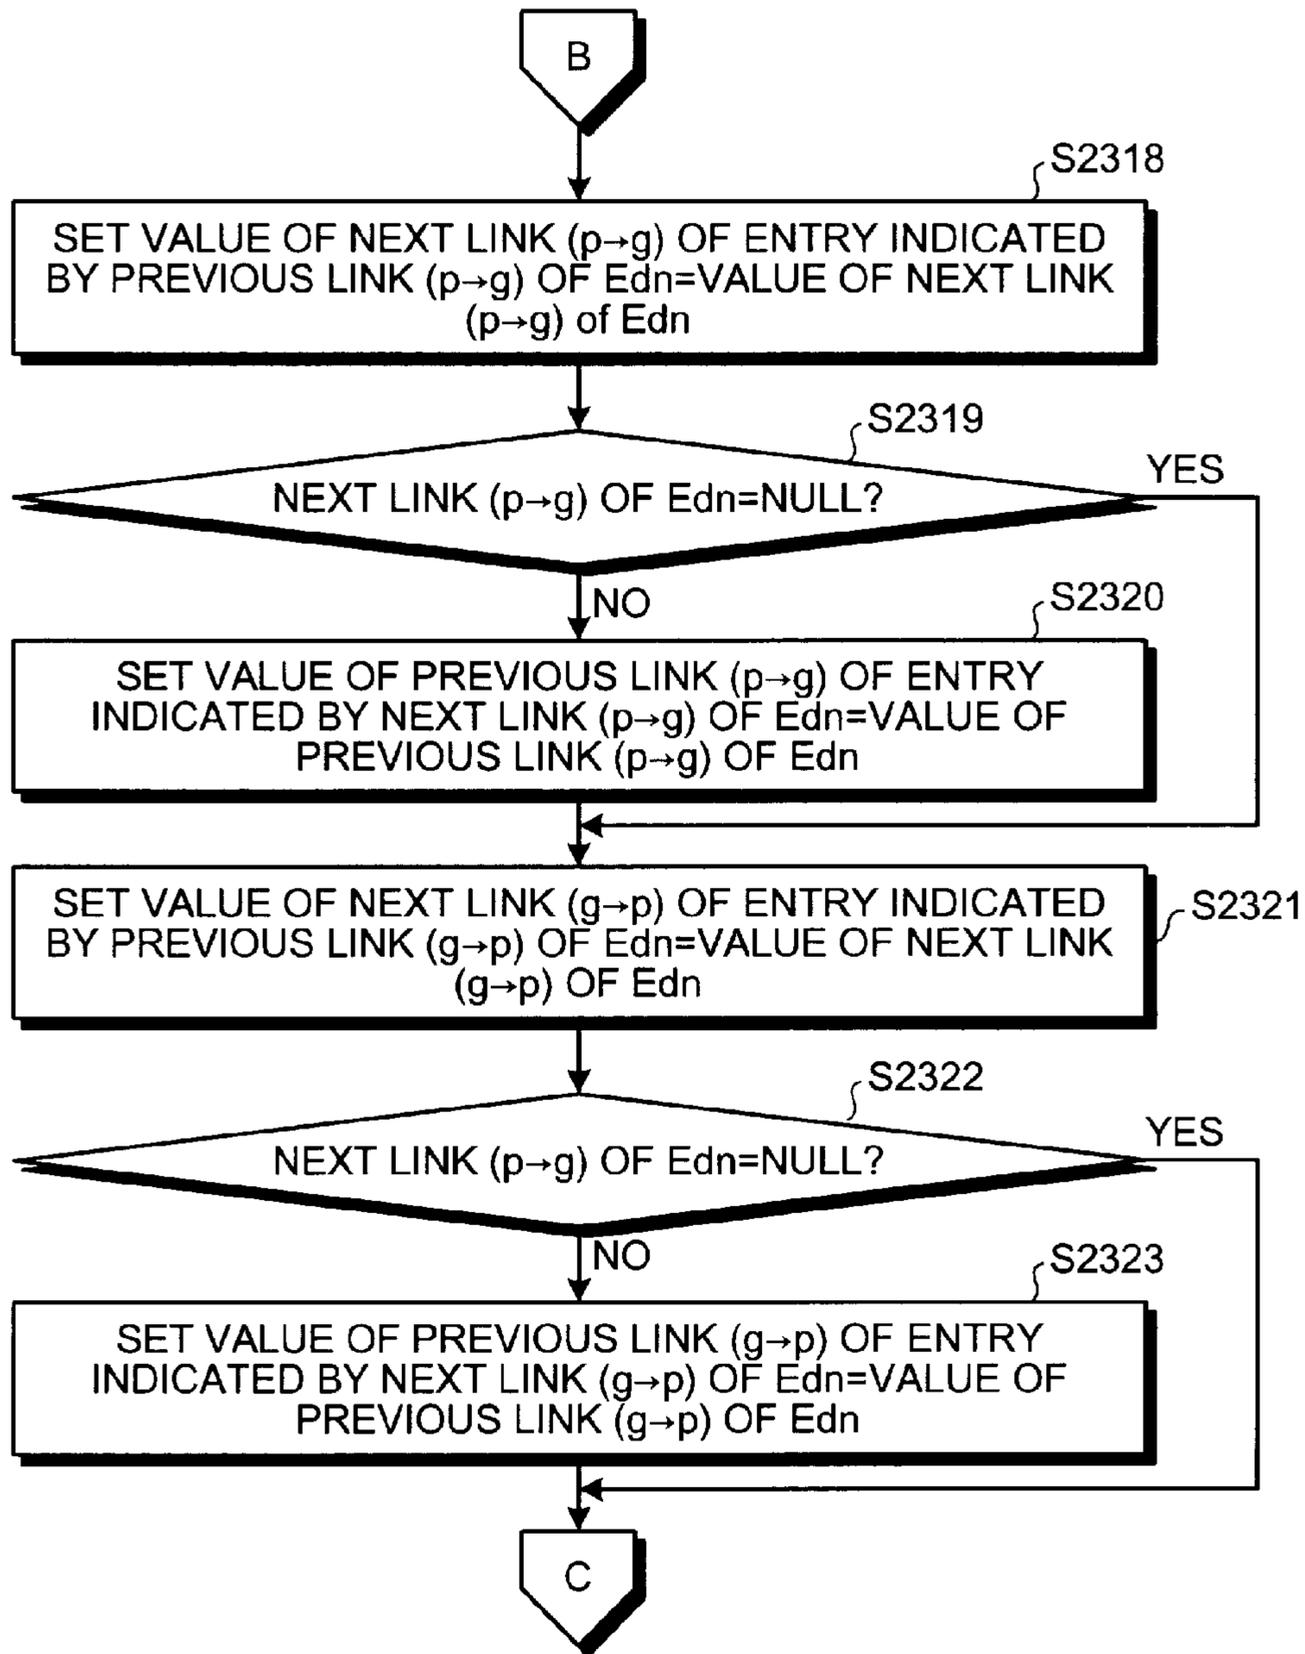 B
S2318
SET VALUE OF NEXT LINK (p→g) OF ENTRY INDICATED
BY PREVIOUS LINK (p→g) OF Edn=VALUE OF NEXT LINK
(p→g) of Edn
S2319
YES
NEXT LINK (p→g) OF Edn=NULL?
NO
S2320
SET VALUE OF PREVIOUS LINK (p→g) OF ENTRY
INDICATED BY NEXT LINK (p→g) OF Edn=VALUE OF
PREVIOUS LINK (p→g) OF Edn
SET VALUE OF NEXT LINK (g→p) OF ENTRY INDICATED
BY PREVIOUS LINK (g→p) OF Edn=VALUE OF NEXT LINK
(g→p) OF Edn
S2321
S2322
YES
NEXT LINK (p→g) OF Edn=NULL?
NO
S2323
SET VALUE OF PREVIOUS LINK (g→p) OF ENTRY
INDICATED BY NEXT LINK (g→p) OF Edn=VALUE OF
PREVIOUS LINK (g→p) OF Edn
C